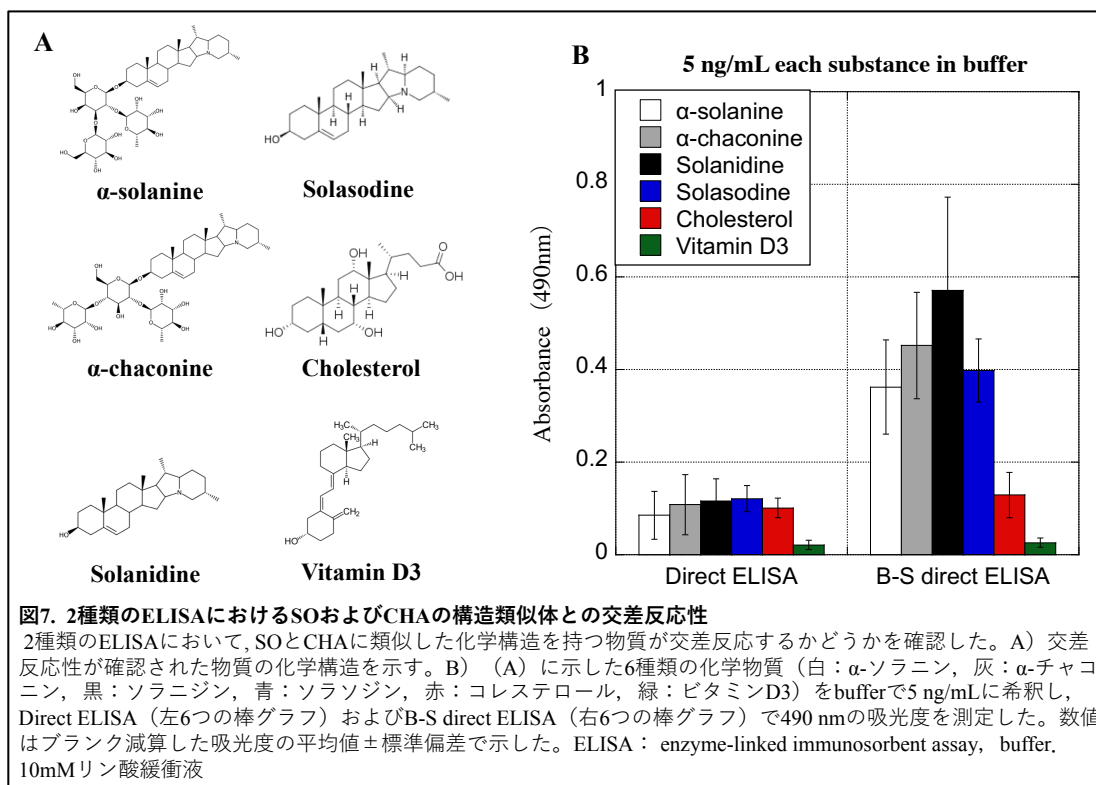 A
α-solanine
Solasodine
α-chaconine
Cholesterol
Solanidine
Vitamin D3
B
5 ng/mL each substance in buffer
Absorbance (490nm)
1
0.8
0.6
0.4
0.2
0
α-solanine
α-chaconine
Solanidine
Solasodine
Cholesterol
Vitamin D3
Direct ELISA
B-S direct ELISA
図7. 2種類のELISAにおけるSOおよびCHAの構造類似体との交差反応性
2種類のELISAにおいて, SOとCHAに類似した化学構造を持つ物質が交差反応するかどうかを確認した。A）交差
反応性が確認された物質の化学構造を示す。B）（A）に示した6種類の化学物質（白：α-ソラニン, 灰：α-チャコ
ニン, 黒：ソラニジン, 青：ソラソジン, 赤：コレステロール, 緑：ビタミンD3）をbufferで5 ng/mLに希釈し,
Direct ELISA（左6つの棒グラフ）およびB-S direct ELISA（右6つの棒グラフ）で490 nmの吸光度を測定した。数値
はブランク減算した吸光度の平均値±標準偏差で示した。ELISA： enzyme-linked immunosorbent assay, buffer.
10mMリン酸緩衝液